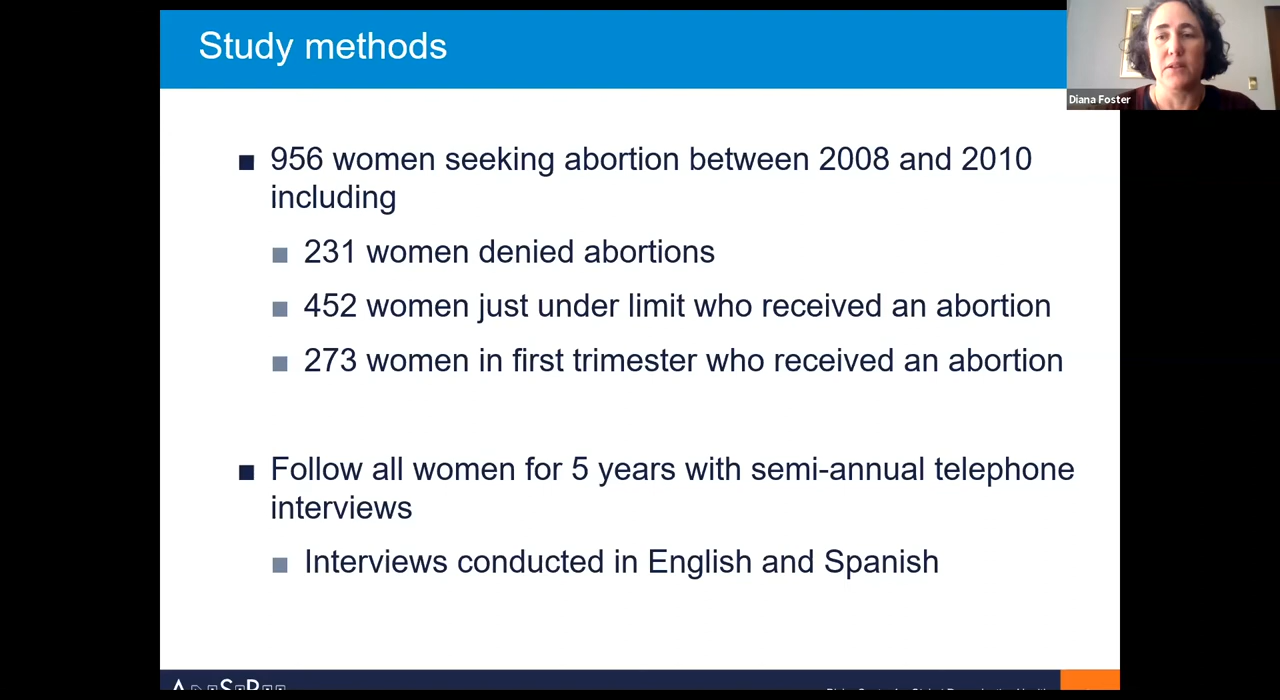 Study methods
Diana Foster
956 women seeking abortion between 2008 and 2010
including
231 women denied abortions
452 women just under limit who received an abortion
273 women in first trimester who received an abortion
Follow all women for 5 years with semi-annual telephone
interviews
Interviews conducted in English and Spanish